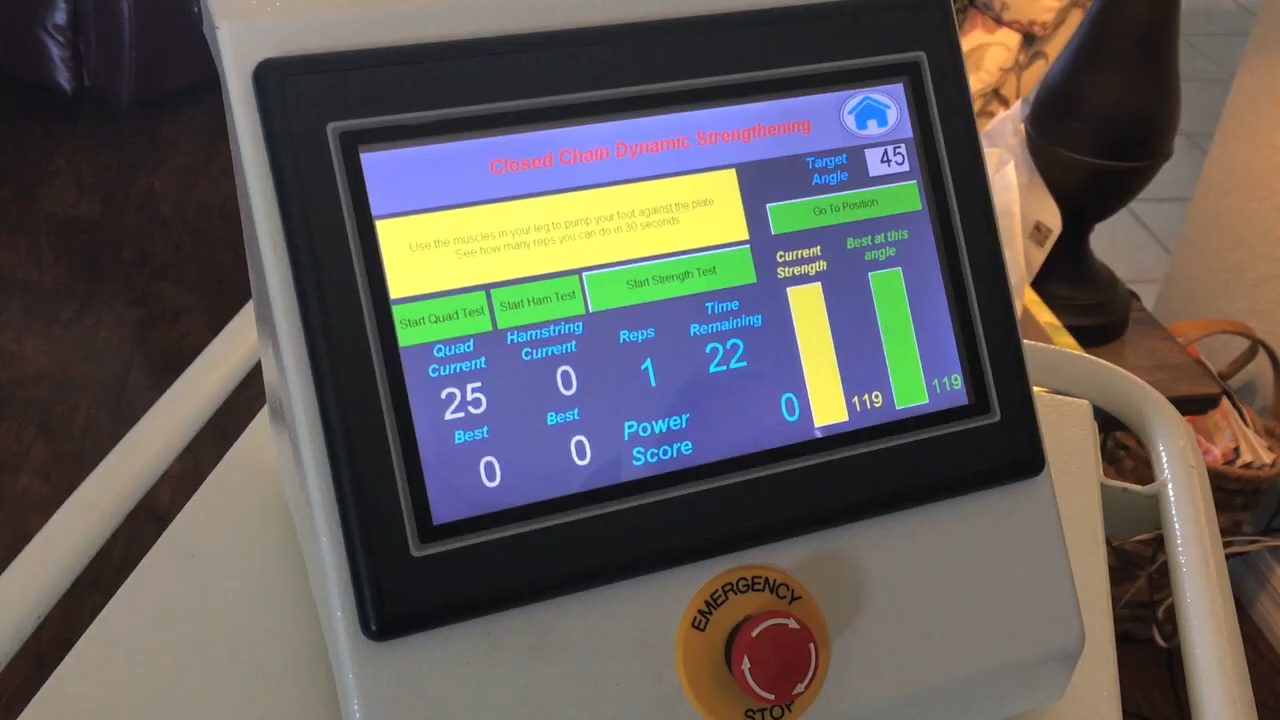 Closed Chain Dynamic Strengthening
Target
Angle
45
Use the muscles in your leg to pump your foot against the plate
See how many reps you can do in 30 seconds
Go To Position
Start Quad Test
Start Ham Test
Start Strength Test
Current
Strength
Best at this
angle
Quad
Current
Hamstring
Current
Reps
Time
Remaining
25
0
1
22
Best
0
Best
0
Power
Score
0
119
119
EMERGENCY
STOP